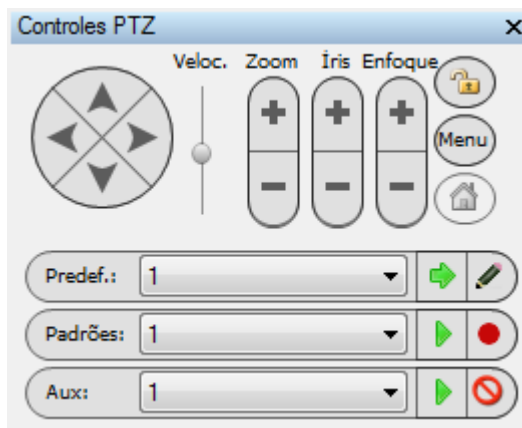 Controles PTZ
Veloc. Zoom Íris Enfoque
Menu
Predef.: 1
Padrões: 1
Aux: 1